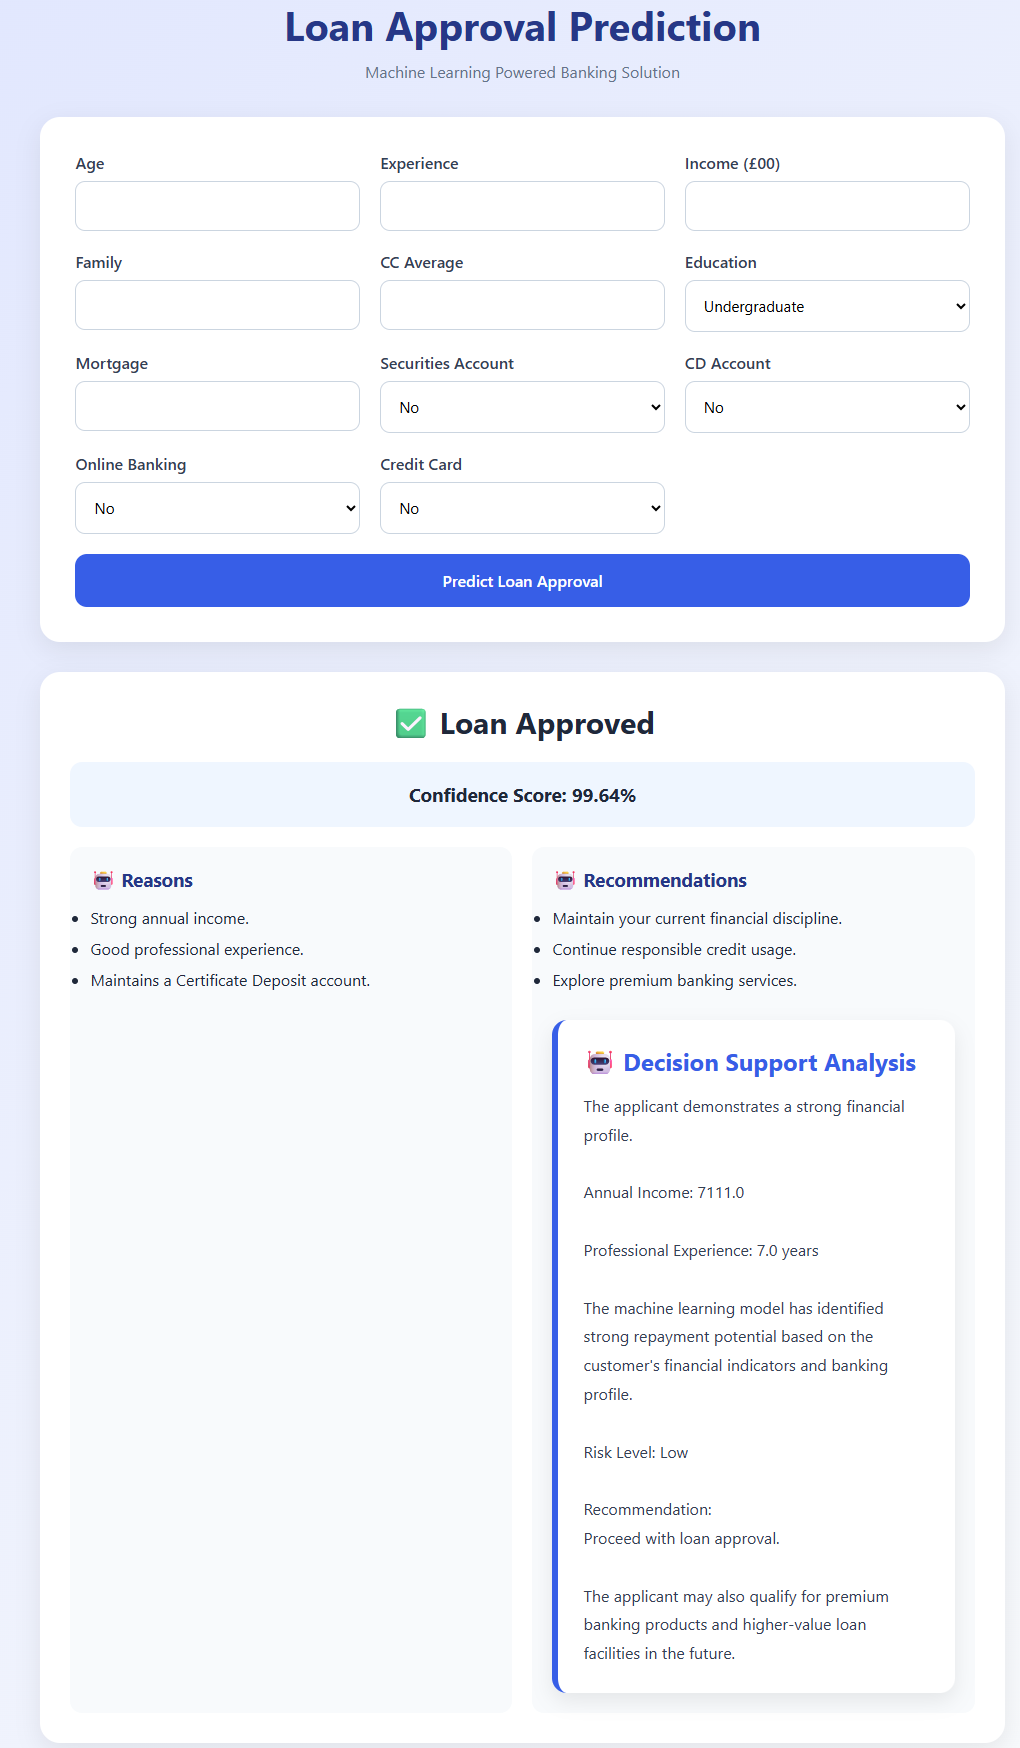 Loan Approval Prediction
Machine Learning Powered Banking Solution
Age
Experience
Income (£00)
Family
CC Average
Education
Undergraduate
Mortgage
Securities Account
No
CD Account
No
Online Banking
No
Credit Card
No
Predict Loan Approval
Loan Approved
Confidence Score: 99.64%
Reasons
Strong annual income.
Good professional experience.
Maintains a Certificate Deposit account.
Recommendations
Maintain your current financial discipline.
Continue responsible credit usage.
Explore premium banking services.
Decision Support Analysis
The applicant demonstrates a strong financial
profile.
Annual Income: 7111.0
Professional Experience: 7.0 years
The machine learning model has identified
strong repayment potential based on the
customer's financial indicators and banking
profile.
Risk Level: Low
Recommendation:
Proceed with loan approval.
The applicant may also qualify for premium
banking products and higher-value loan
facilities in the future.